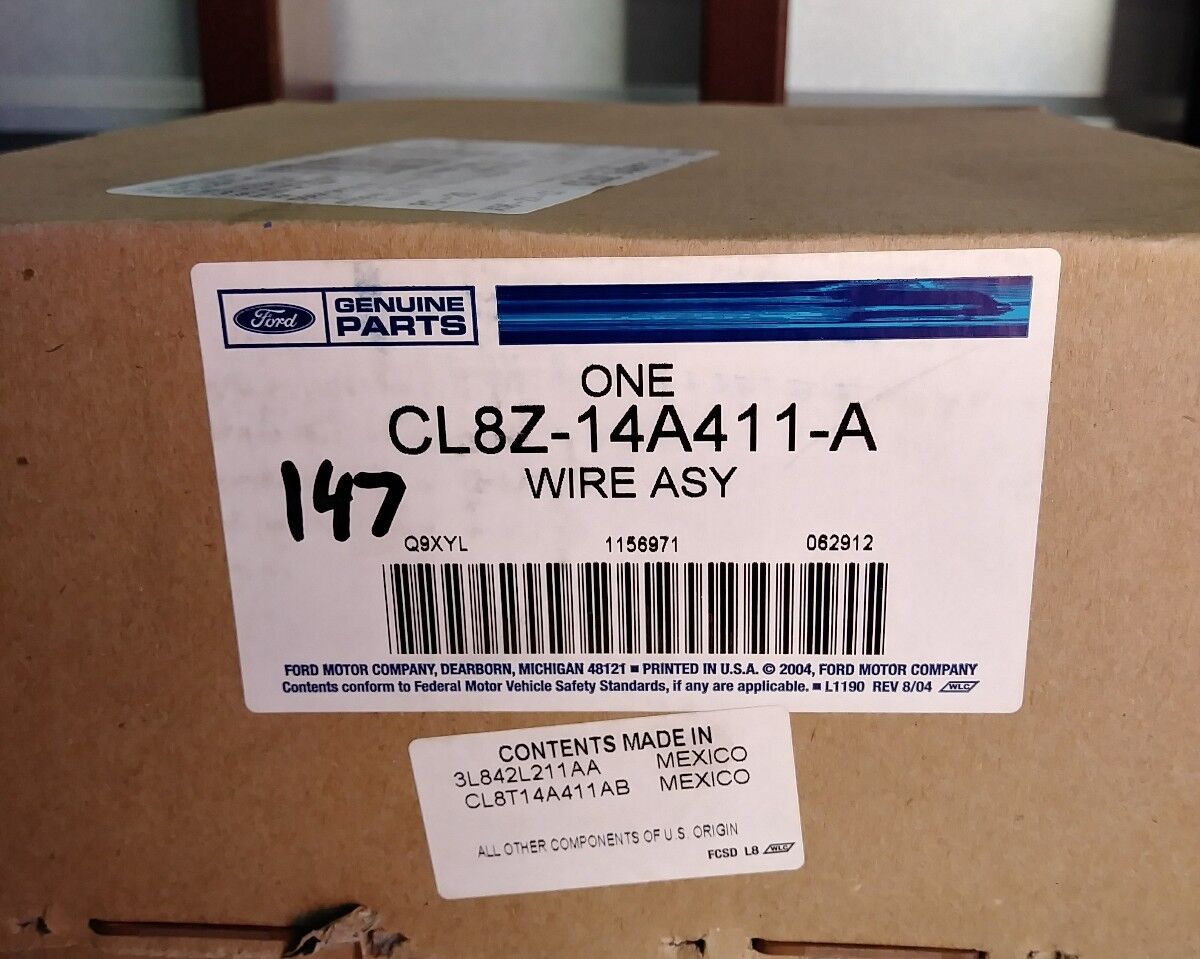 Ford GENUINE
PARTS
ONE
CL8Z-14A411-A
WIRE ASY
147
Q9XYL 1156971 062912
FORD MOTOR COMPANY, DEARBORN, MICHIGAN 48121 ■ PRINTED IN U.S.A. © 2004, FORD MOTOR COMPANY
Contents conform to Federal Motor Vehicle Safety Standards, if any are applicable. ■ L1190 REV 8/04 WLC
CONTENTS MADE IN
3L842L211AA MEXICO
CL8T14A411AB MEXICO
ALL OTHER COMPONENTS OF U.S. ORIGIN
FCSD L8 WLC